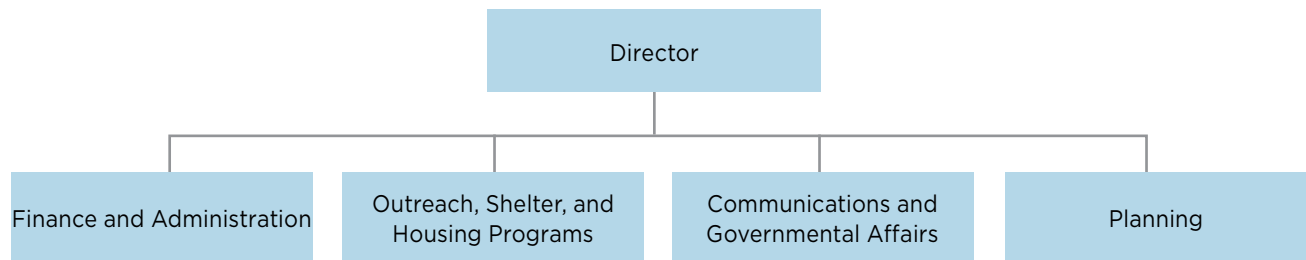 Director
Finance and Administration
Outreach, Shelter, and
Housing Programs
Communications and
Governmental Affairs
Planning